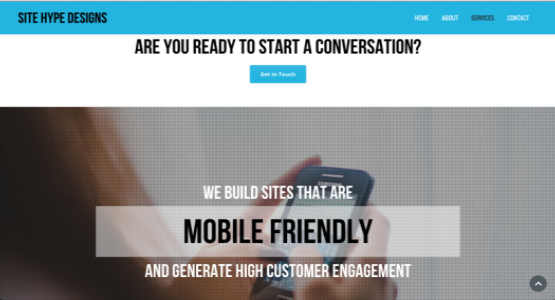 SITE HYPE DESIGNS
HOME ABOUT SERVICES CONTACT
ARE YOU READY TO START A CONVERSATION?
Get in Touch
SAMSUNG
WE BUILD SITES THAT ARE
MOBILE FRIENDLY
AND GENERATE HIGH CUSTOMER ENGAGEMENT